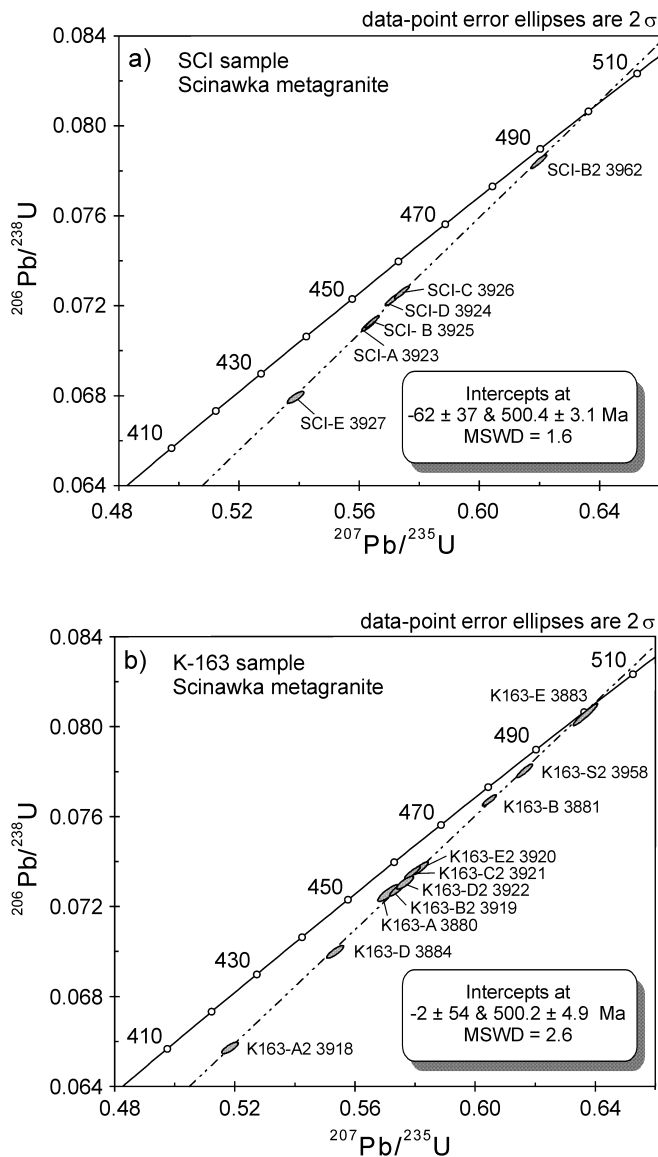 data-point error ellipses are 2 σ
a) SCI sample
Scinawka metagranite
0.084
0.080
0.076
0.072
0.068
0.064
²⁰⁶Pb/²³⁸U
510
490
470
450
430
410
SCI-B2 3962
SCI-C 3926
SCI-D 3924
SCI- B 3925
SCI-A 3923
SCI-E 3927
Intercepts at
-62 ± 37 & 500.4 ± 3.1 Ma
MSWD = 1.6
0.48 0.52 0.56 0.60 0.64
²⁰⁷Pb/²³⁵U
data-point error ellipses are 2 σ
b) K-163 sample
Scinawka metagranite
0.084
0.080
0.076
0.072
0.068
0.064
²⁰⁶Pb/²³⁸U
510
490
470
450
430
410
K163-E 3883
K163-S2 3958
K163-B 3881
K163-E2 3920
K163-C2 3921
K163-D2 3922
K163-B2 3919
K163-A 3880
K163-D 3884
K163-A2 3918
Intercepts at
-2 ± 54 & 500.2 ± 4.9 Ma
MSWD = 2.6
0.48 0.52 0.56 0.60 0.64
²⁰⁷Pb/²³⁵U